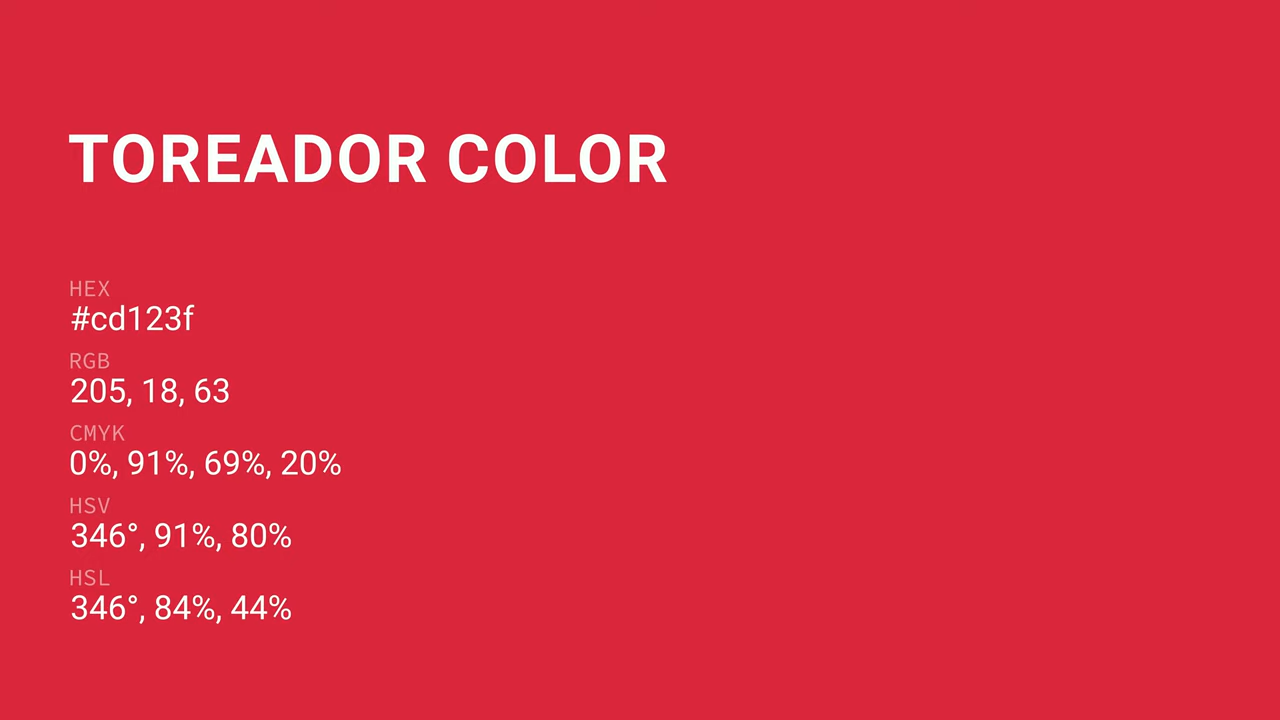 TOREADOR COLOR
HEX
#cd123f
RGB
205, 18, 63
CMYK
0%, 91%, 69%, 20%
HSV
346°, 91%, 80%
HSL
346°, 84%, 44%